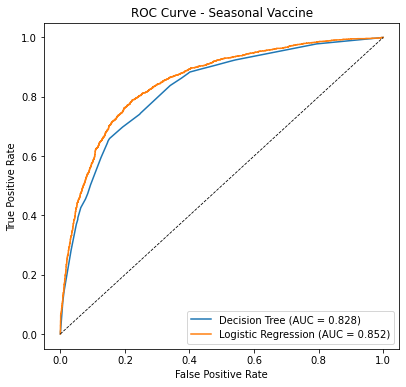 ROC Curve - Seasonal Vaccine
True Positive Rate
1.0
0.8
0.6
0.4
0.2
0.0
Decision Tree (AUC = 0.828)
Logistic Regression (AUC = 0.852)
0.0 0.2 0.4 0.6 0.8 1.0
False Positive Rate